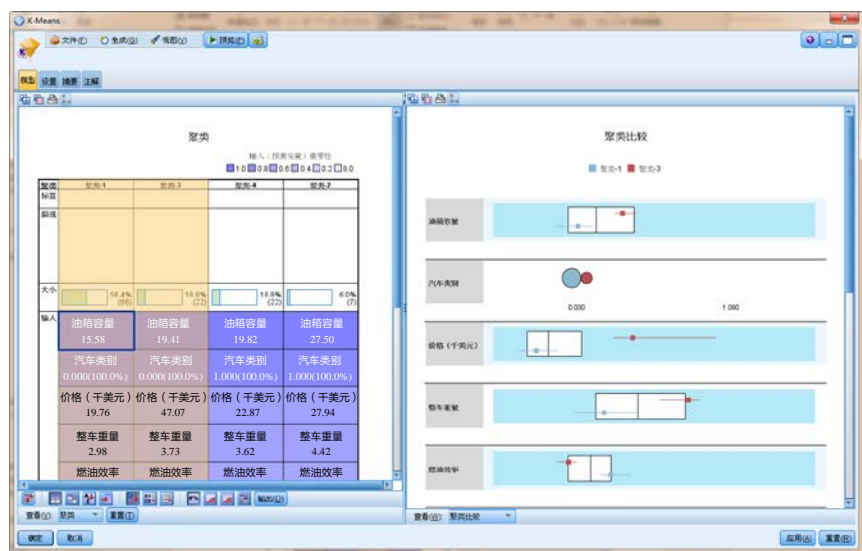 K-Means
文件(F) 生成(G) 视图(V) 预览(P)
模型 设置 摘要 注解
聚类
输入（预测变量）重要性
1.0 0.8 0.6 0.4 0.2 0.0
聚类 聚类-1 聚类-3 聚类-4 聚类-2
标签
描述
大小 18.8% 6.0%
(66) (22) (22) (7)
输入 油箱容量 油箱容量 油箱容量 油箱容量
15.58 19.41 19.82 27.50
汽车类别 汽车类别 汽车类别 汽车类别
0.000(100.0%) 0.000(100.0%) 1.000(100.0%) 1.000(100.0%)
价格（千美元） 价格（千美元） 价格（千美元） 价格（千美元）
19.76 47.07 22.87 27.94
整车重量 整车重量 整车重量 整车重量
2.98 3.73 3.62 4.42
燃油效率 燃油效率 燃油效率 燃油效率
输出(U)
查看(V): 聚类 重置(T)
聚类比较
聚类-1 聚类-3
油箱容量
汽车类别
0.000 1.000
价格（千美元）
整车重量
燃油效率
查看(W): 聚类比较
确定 取消 应用(A) 重置(R)